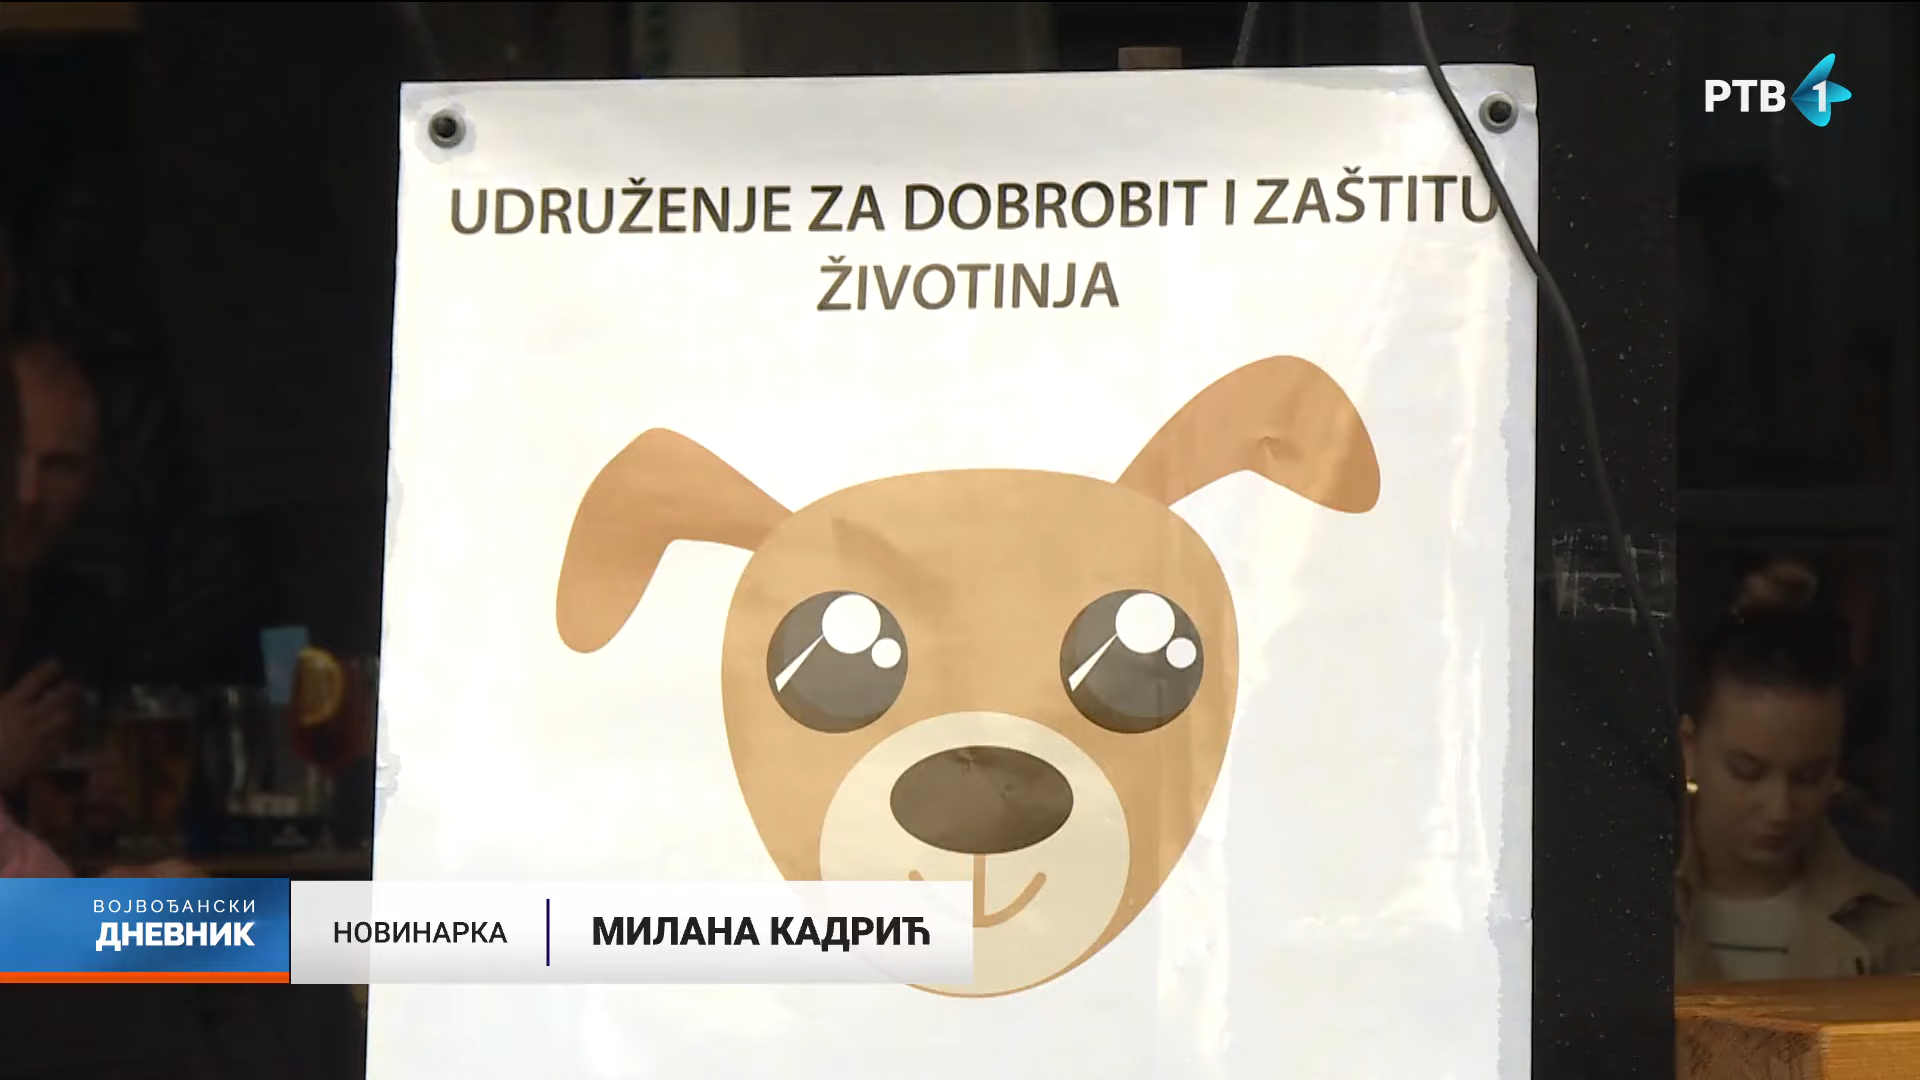 РТВ 1
UDRUŽENJE ZA DOBROBIT I ZAŠTITU
ŽIVOTINJA
ВОЈВОЂАНСКИ
ДНЕВНИК
НОВИНАРКА
МИЛАНА КАДРИЋ